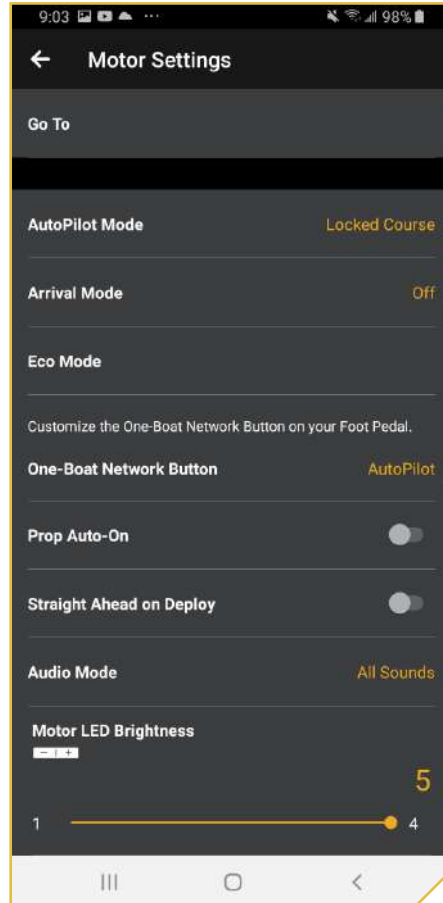 9:03 ... 98%
Motor Settings
Go To
AutoPilot Mode Locked Course
Arrival Mode Off
Eco Mode
Customize the One-Boat Network Button on your Foot Pedal.
One-Boat Network Button AutoPilot
Prop Auto-On
Straight Ahead on Deploy
Audio Mode All Sounds
Motor LED Brightness
- | +
5
1 4